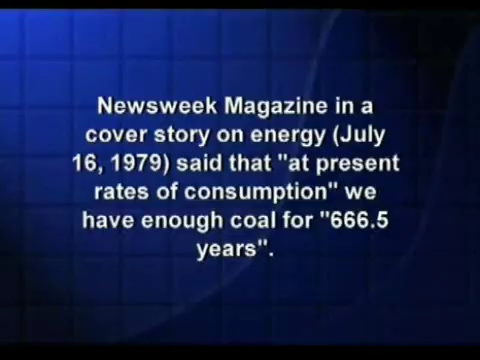 Newsweek Magazine in a
cover story on energy (July
16, 1979) said that "at present
rates of consumption" we
have enough coal for "666.5
years".